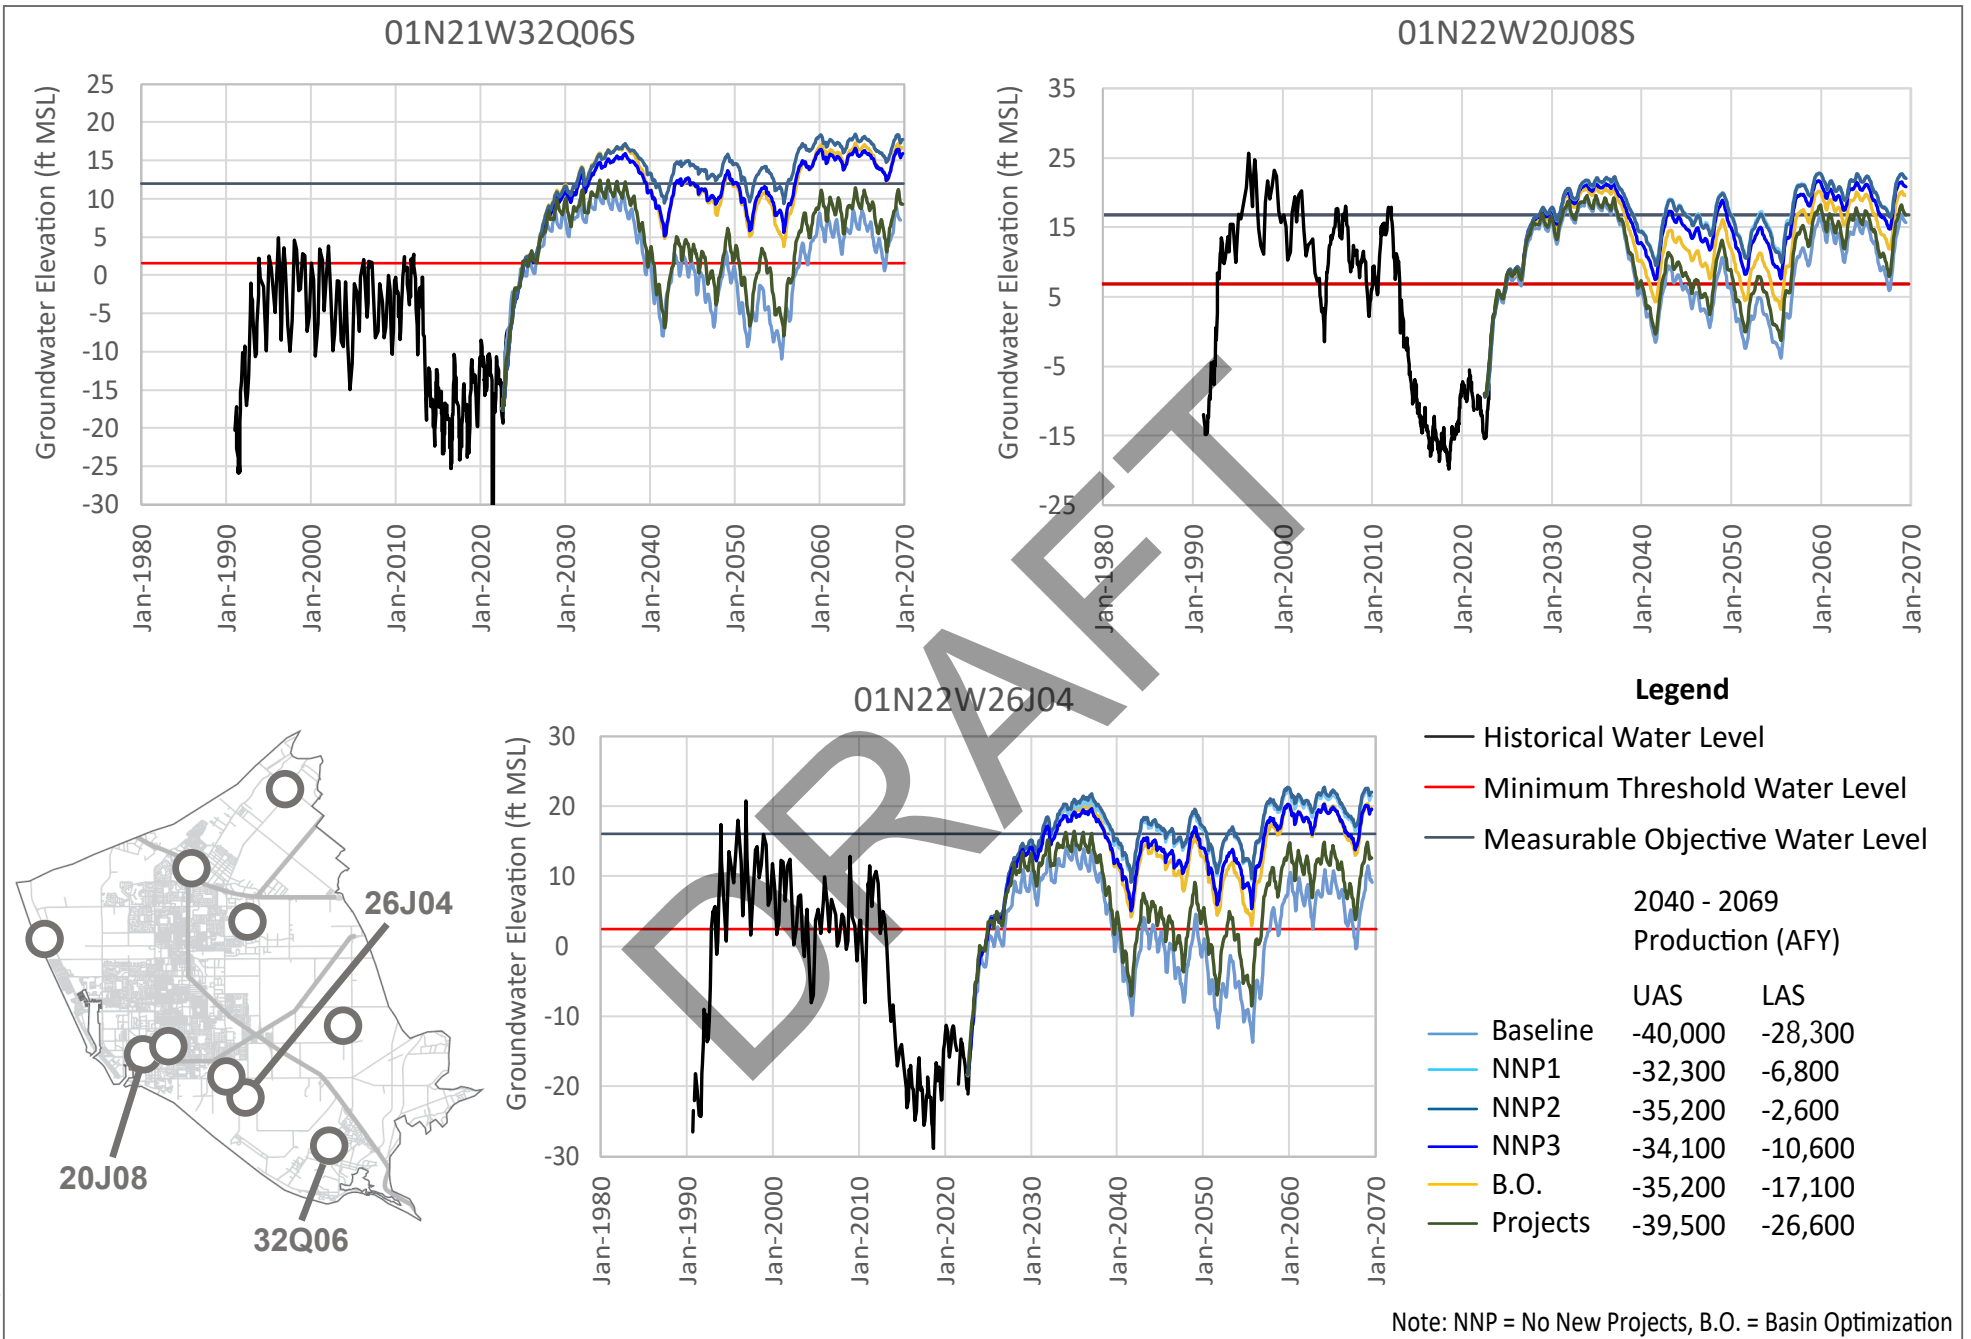 01N21W32Q06S
Groundwater Elevation (ft MSL)
25
20
15
10
5
0
-5
-10
-15
-20
-25
-30
Jan-1980
Jan-1990
Jan-2000
Jan-2010
Jan-2020
Jan-2030
Jan-2040
Jan-2050
Jan-2060
Jan-2070
01N22W20J08S
Groundwater Elevation (ft MSL)
35
25
15
5
-5
-15
-25
Jan-1980
Jan-1990
Jan-2000
Jan-2010
Jan-2020
Jan-2030
Jan-2040
Jan-2050
Jan-2060
Jan-2070
DRAFT
26J04
20J08
32Q06
01N22W26J04
Groundwater Elevation (ft MSL)
30
20
10
0
-10
-20
-30
Jan-1980
Jan-1990
Jan-2000
Jan-2010
Jan-2020
Jan-2030
Jan-2040
Jan-2050
Jan-2060
Jan-2070
Legend
Historical Water Level
Minimum Threshold Water Level
Measurable Objective Water Level
2040 - 2069
Production (AFY)
UAS LAS
Baseline -40,000 -28,300
NNP1 -32,300 -6,800
NNP2 -35,200 -2,600
NNP3 -34,100 -10,600
B.O. -35,200 -17,100
Projects -39,500 -26,600
Note: NNP = No New Projects, B.O. = Basin Optimization